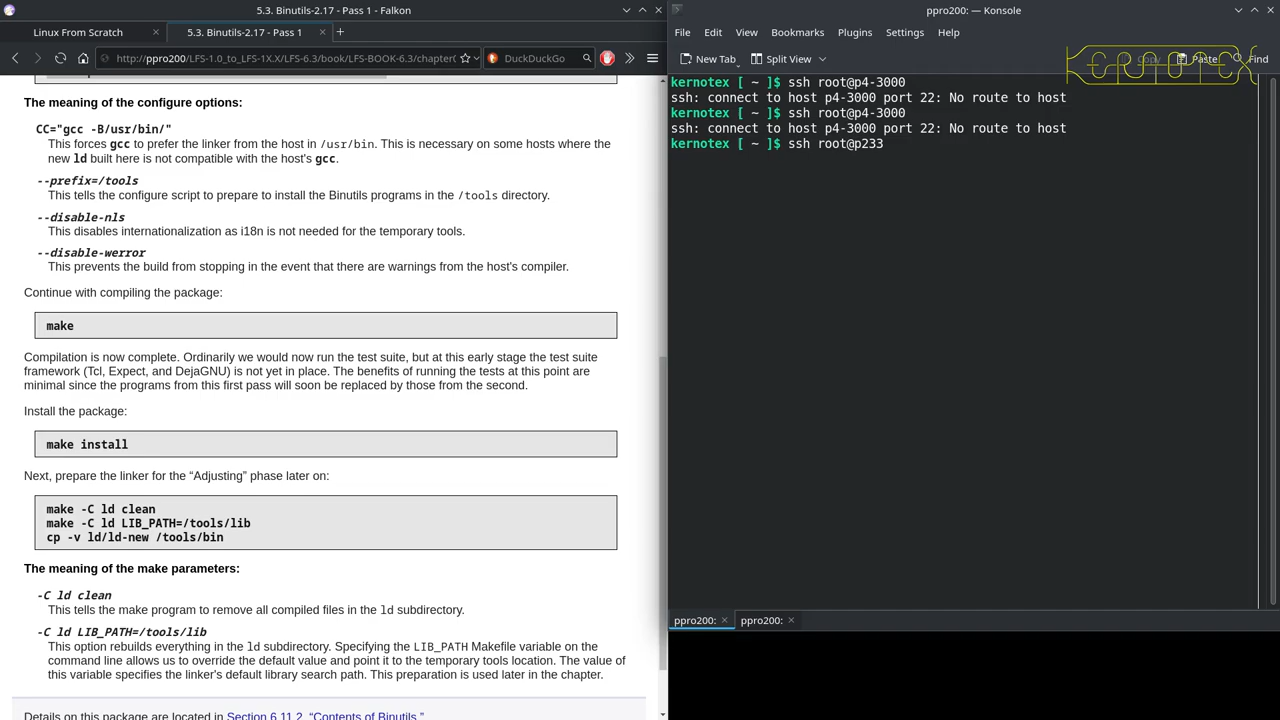 5.3. Binutils-2.17 - Pass 1 - Falkon
Linux From Scratch
5.3. Binutils-2.17 - Pass 1
http://ppro200/LFS-1.0_to_LFS-1X.X/LFS-6.3/book/LFS-BOOK-6.3/chapter(
DuckDuckGo
The meaning of the configure options:
CC="gcc -B/usr/bin/"
This forces gcc to prefer the linker from the host in /usr/bin. This is necessary on some hosts where the
new ld built here is not compatible with the host's gcc.
--prefix=/tools
This tells the configure script to prepare to install the Binutils programs in the /tools directory.
--disable-nls
This disables internationalization as i18n is not needed for the temporary tools.
--disable-werror
This prevents the build from stopping in the event that there are warnings from the host's compiler.
Continue with compiling the package:
make
Compilation is now complete. Ordinarily we would now run the test suite, but at this early stage the test suite
framework (Tcl, Expect, and DejaGNU) is not yet in place. The benefits of running the tests at this point are
minimal since the programs from this first pass will soon be replaced by those from the second.
Install the package:
make install
Next, prepare the linker for the “Adjusting” phase later on:
make -C ld clean
make -C ld LIB_PATH=/tools/lib
cp -v ld/ld-new /tools/bin
The meaning of the make parameters:
-C ld clean
This tells the make program to remove all compiled files in the ld subdirectory.
-C ld LIB_PATH=/tools/lib
This option rebuilds everything in the ld subdirectory. Specifying the LIB_PATH Makefile variable on the
command line allows us to override the default value and point it to the temporary tools location. The value of
this variable specifies the linker's default library search path. This preparation is used later in the chapter.
Details on this package are located in Section 6.11.2, “Contents of Binutils.”
ppro200: — Konsole
File Edit View Bookmarks Plugins Settings Help
New Tab Split View Copy Paste Find
KERNOTEX
kernotex [ ~ ]$ ssh root@p4-3000
ssh: connect to host p4-3000 port 22: No route to host
kernotex [ ~ ]$ ssh root@p4-3000
ssh: connect to host p4-3000 port 22: No route to host
kernotex [ ~ ]$ ssh root@p233
ppro200: ppro200: